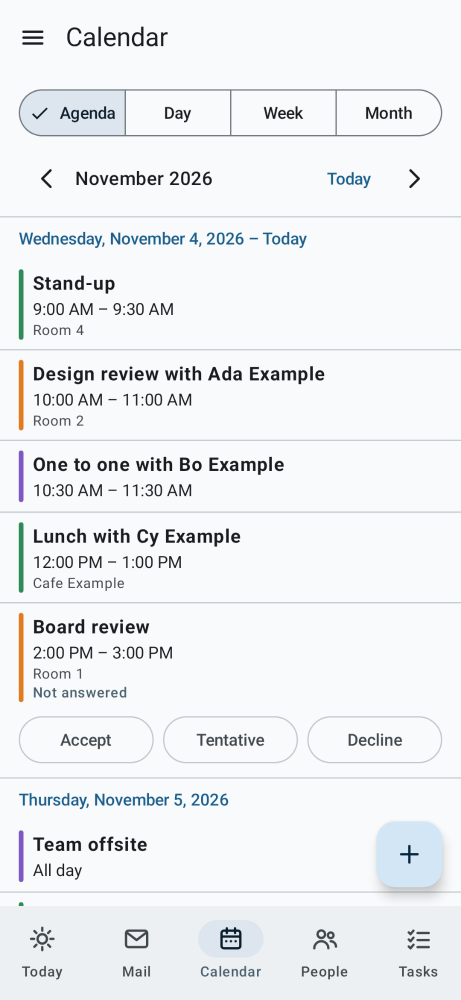 Calendar
Agenda
Day
Week
Month
November 2026
Today
Wednesday, November 4, 2026 – Today
Stand-up
9:00 AM – 9:30 AM
Room 4
Design review with Ada Example
10:00 AM – 11:00 AM
Room 2
One to one with Bo Example
10:30 AM – 11:30 AM
Lunch with Cy Example
12:00 PM – 1:00 PM
Cafe Example
Board review
2:00 PM – 3:00 PM
Room 1
Not answered
Accept
Tentative
Decline
Thursday, November 5, 2026
Team offsite
All day
Today
Mail
Calendar
People
Tasks